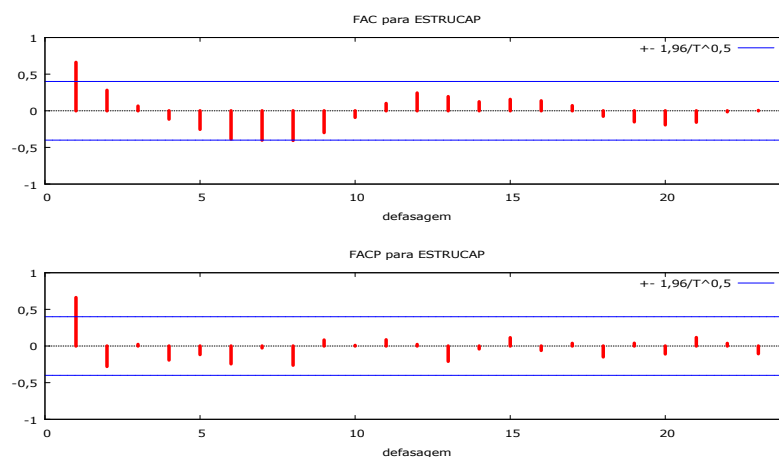 FAC para ESTRUCAP
+- 1,96/T^0,5
1
0,5
0
-0,5
-1
0 5 10 15 20
defasagem
FACP para ESTRUCAP
+- 1,96/T^0,5
1
0,5
0
-0,5
-1
0 5 10 15 20
defasagem